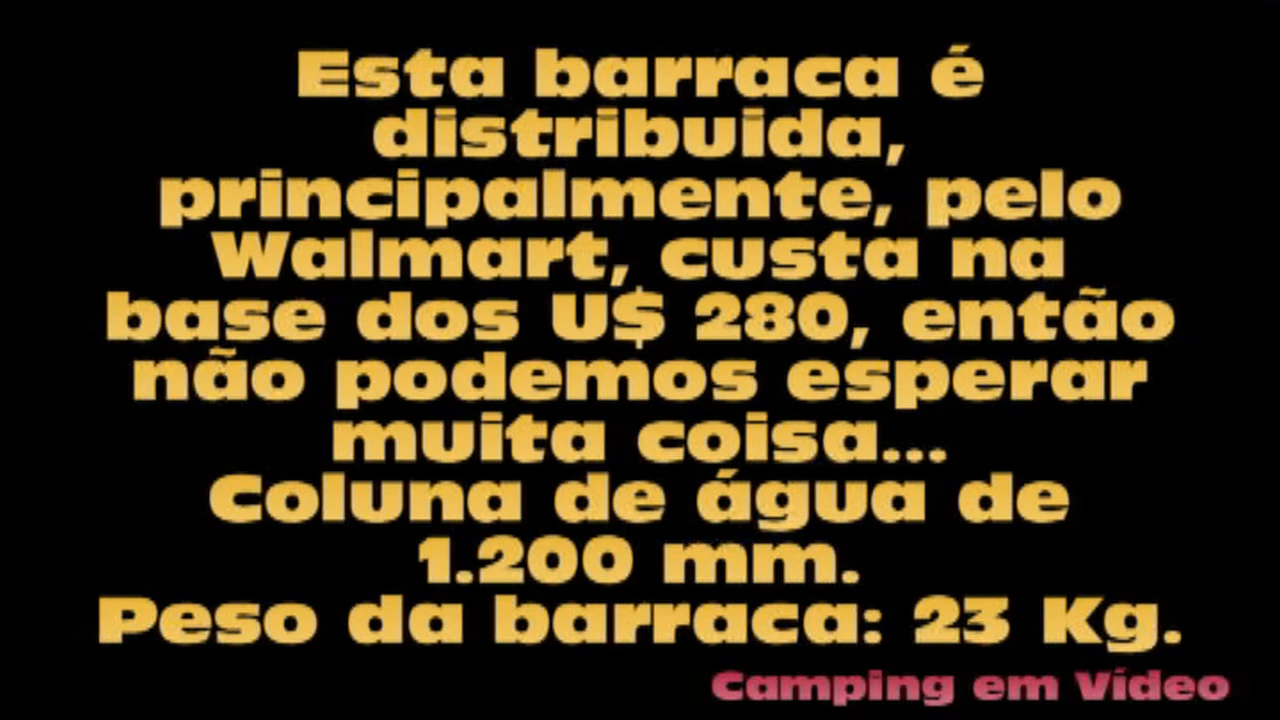 Esta barraca é
distribuida,
principalmente, pelo
Walmart, custa na
base dos U$ 280, então
não podemos esperar
muita coisa...
Coluna de água de
1.200 mm.
Peso da barraca: 23 Kg.
Camping em Vídeo